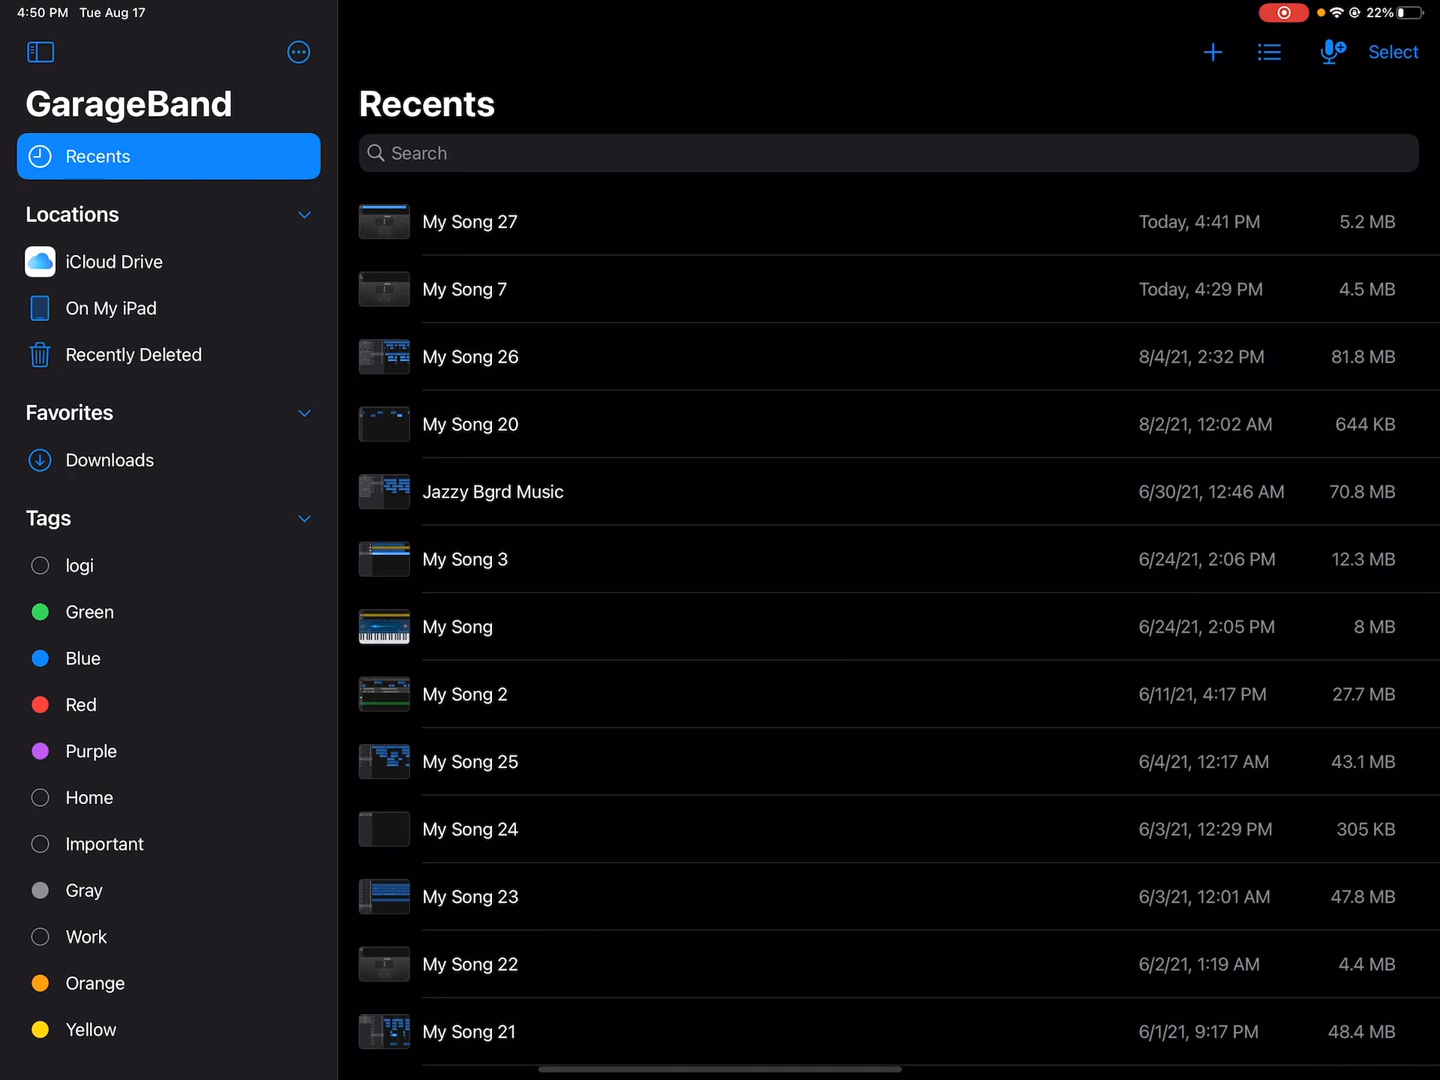 4:50 PM Tue Aug 17
22%
GarageBand
Recents
Locations
iCloud Drive
On My iPad
Recently Deleted
Favorites
Downloads
Tags
logi
Green
Blue
Red
Purple
Home
Important
Gray
Work
Orange
Yellow
Select
Recents
Search
My Song 27 Today, 4:41 PM 5.2 MB
My Song 7 Today, 4:29 PM 4.5 MB
My Song 26 8/4/21, 2:32 PM 81.8 MB
My Song 20 8/2/21, 12:02 AM 644 KB
Jazzy Bgrd Music 6/30/21, 12:46 AM 70.8 MB
My Song 3 6/24/21, 2:06 PM 12.3 MB
My Song 6/24/21, 2:05 PM 8 MB
My Song 2 6/11/21, 4:17 PM 27.7 MB
My Song 25 6/4/21, 12:17 AM 43.1 MB
My Song 24 6/3/21, 12:29 PM 305 KB
My Song 23 6/3/21, 12:01 AM 47.8 MB
My Song 22 6/2/21, 1:19 AM 4.4 MB
My Song 21 6/1/21, 9:17 PM 48.4 MB